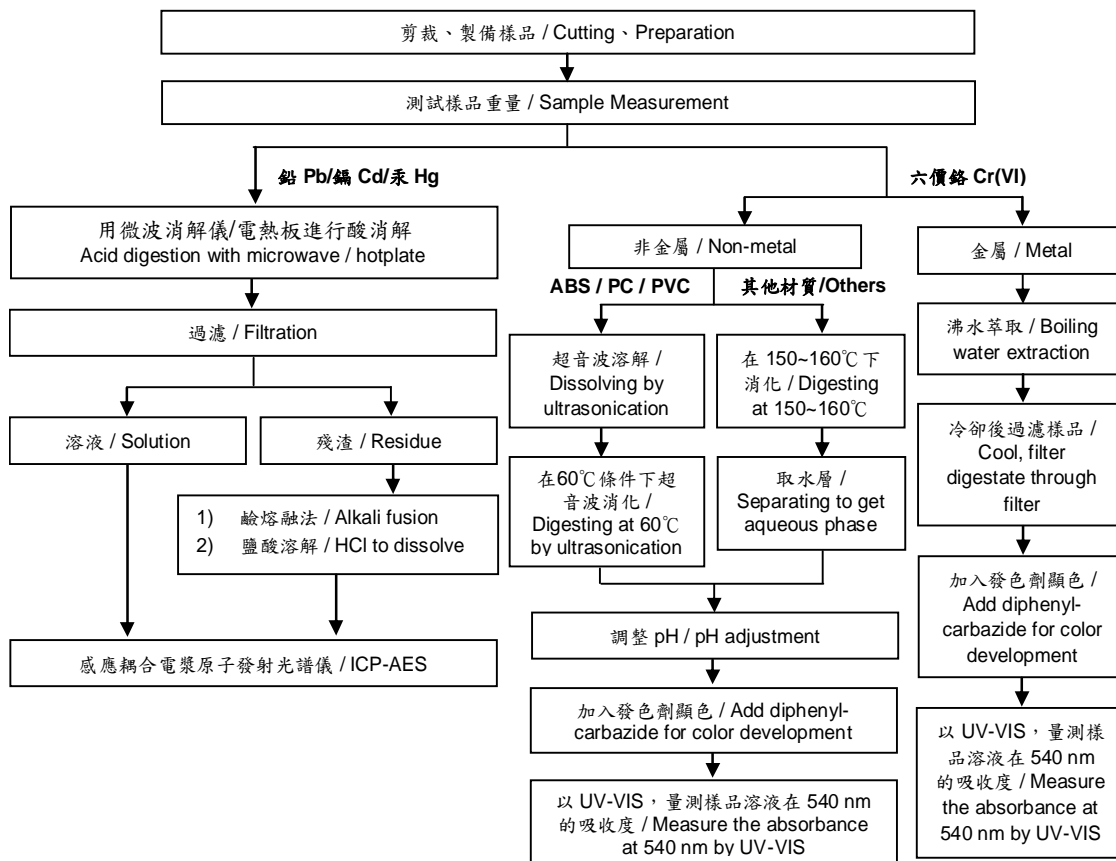 剪裁、製備樣品 / Cutting、Preparation
測試樣品重量 / Sample Measurement
鉛 Pb/鎘 Cd/汞 Hg
用微波消解儀/電熱板進行酸消解
Acid digestion with microwave / hotplate
過濾 / Filtration
溶液 / Solution
殘渣 / Residue
1) 鹼熔融法 / Alkali fusion
2) 鹽酸溶解 / HCl to dissolve
感應耦合電漿原子發射光譜儀 / ICP-AES
六價鉻 Cr(VI)
非金屬 / Non-metal
ABS / PC / PVC
超音波溶解 /
Dissolving by
ultrasonication
在60℃條件下超
音波消化 /
Digesting at 60℃
by ultrasonication
其他材質/Others
在 150~160℃下
消化 / Digesting
at 150~160℃
取水層 /
Separating to get
aqueous phase
調整 pH / pH adjustment
加入發色劑顯色 / Add diphenyl-
carbazide for color development
以 UV-VIS，量測樣品溶液在 540 nm
的吸收度 / Measure the absorbance
at 540 nm by UV-VIS
金屬 / Metal
沸水萃取 / Boiling
water extraction
冷卻後過濾樣品 /
Cool, filter
digestate through
filter
加入發色劑顯色 /
Add diphenyl-
carbazide for color
development
以 UV-VIS，量測樣
品溶液在 540 nm
的吸收度 / Measure
the absorbance at
540 nm by UV-VIS